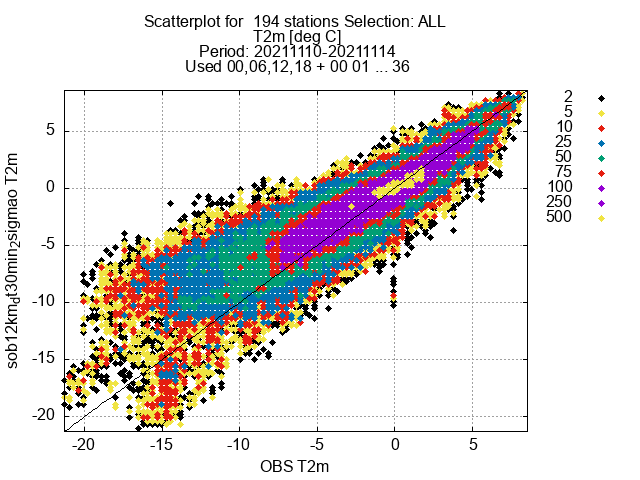 Scatterplot for  194 stations Selection: ALL
T2m [deg C]
Period: 20211110-20211114
Used 00,06,12,18 + 00 01 ... 36
2
5
10
25
50
75
100
250
500
5
0
-5
-10
-15
-20
sob12km_dt30min_2sigmao T2m
-20 -15 -10 -5 0 5
OBS T2m